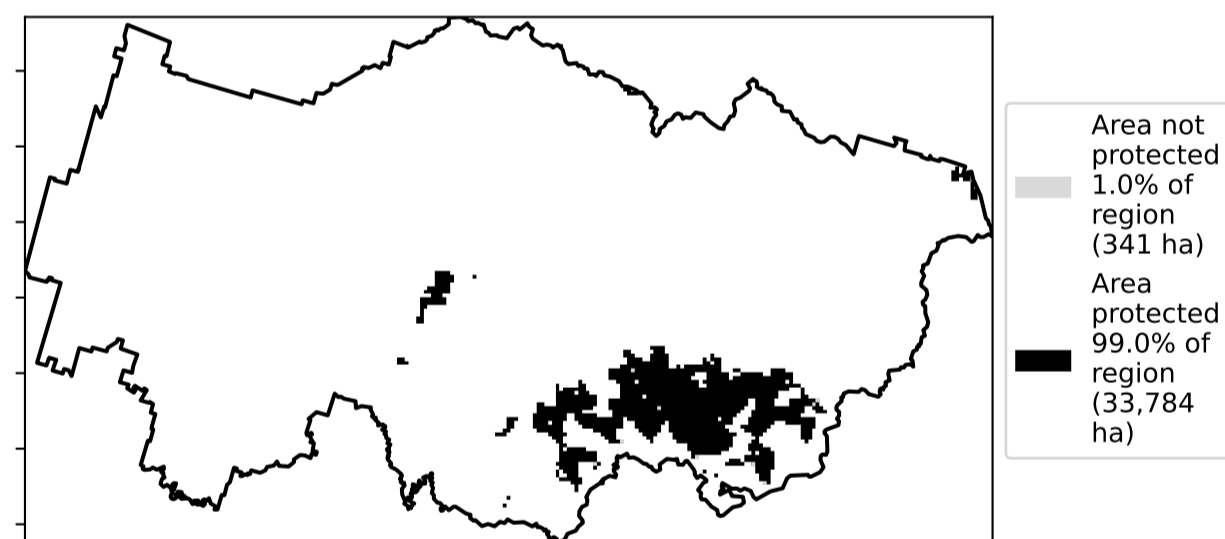 Area not
protected
1.0% of
region
(341 ha)
Area
protected
99.0% of
region
(33,784
ha)